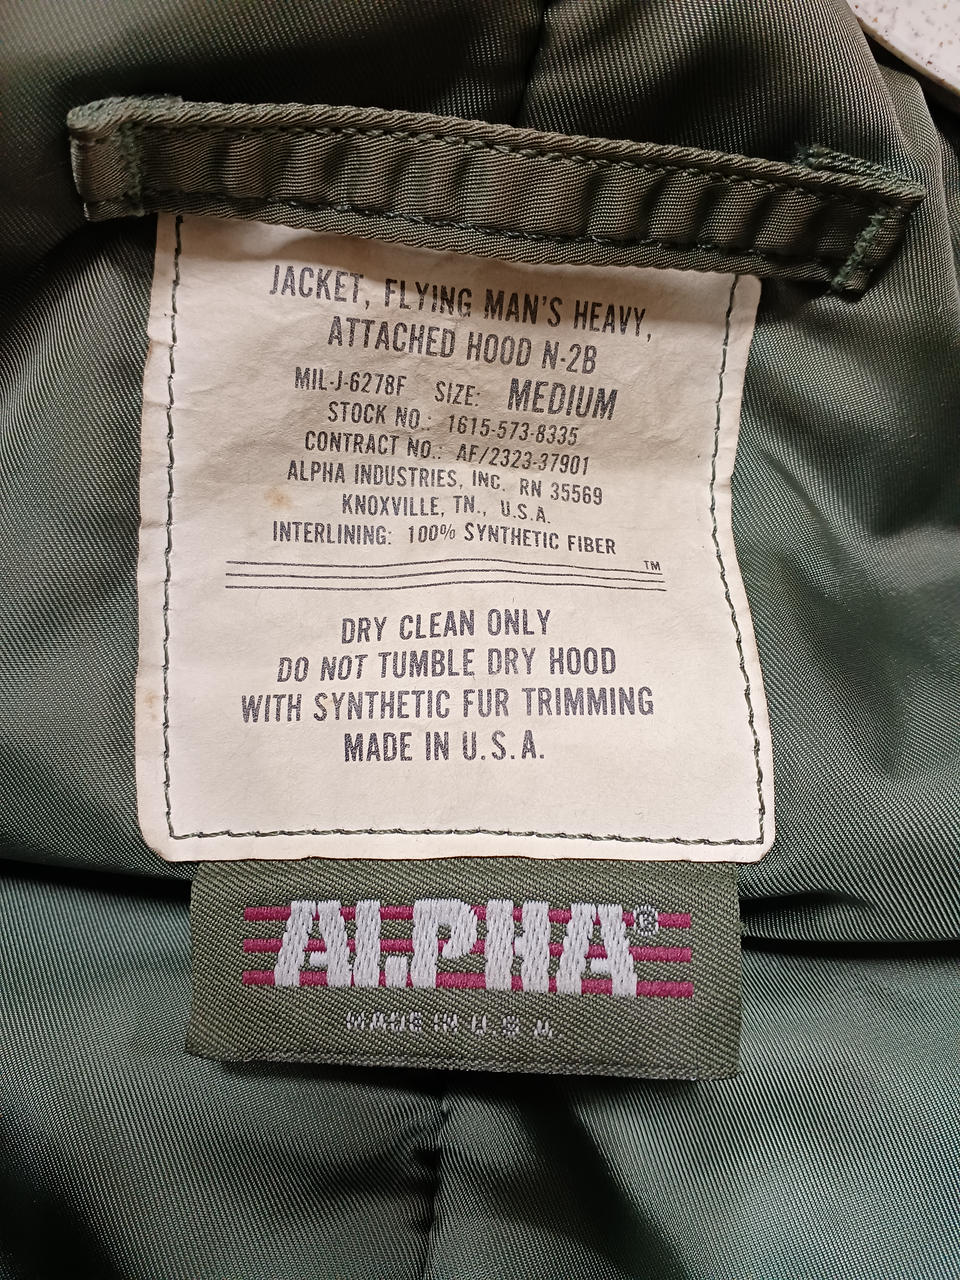 JACKET, FLYING MAN'S HEAVY,
ATTACHED HOOD N-2B
MIL-J-6278F SIZE: MEDIUM
STOCK NO.: 1615-573-8335
CONTRACT NO.: AF/2323-37901
ALPHA INDUSTRIES, INC. RN 35569
KNOXVILLE, TN., U.S.A.
INTERLINING: 100% SYNTHETIC FIBER
TM
DRY CLEAN ONLY
DO NOT TUMBLE DRY HOOD
WITH SYNTHETIC FUR TRIMMING
MADE IN U.S.A.
ALPHA®
MADE IN U.S.A.